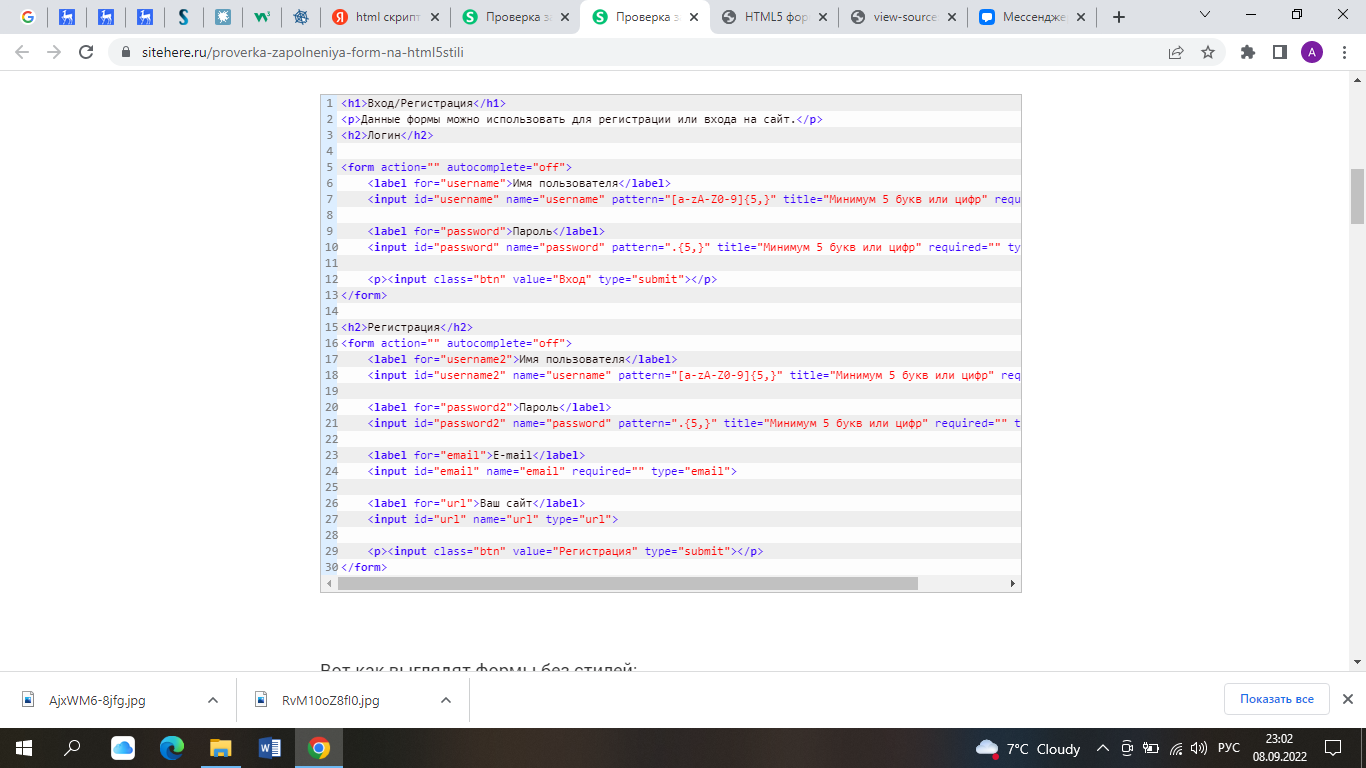 html скрипт
Проверка за
Проверка за
HTML5 фор
view-source:
Мессендже
sitehere.ru/proverka-zapolneniya-form-na-html5stili
A
1 <h1>Вход/Регистрация</h1>
2 <p>Данные формы можно использовать для регистрации или входа на сайт.</p>
3 <h2>Логин</h2>
4
5 <form action="" autocomplete="off">
6 <label for="username">Имя пользователя</label>
7 <input id="username" name="username" pattern="[a-zA-Z0-9]{5,}" title="Минимум 5 букв или цифр" requ
8
9 <label for="password">Пароль</label>
10 <input id="password" name="password" pattern=".{5,}" title="Минимум 5 букв или цифр" required="" ty
11
12 <p><input class="btn" value="Вход" type="submit"></p>
13 </form>
14
15 <h2>Регистрация</h2>
16 <form action="" autocomplete="off">
17 <label for="username2">Имя пользователя</label>
18 <input id="username2" name="username" pattern="[a-zA-Z0-9]{5,}" title="Минимум 5 букв или цифр" req
19
20 <label for="password2">Пароль</label>
21 <input id="password2" name="password" pattern=".{5,}" title="Минимум 5 букв или цифр" required="" t
22
23 <label for="email">E-mail</label>
24 <input id="email" name="email" required="" type="email">
25
26 <label for="url">Ваш сайт</label>
27 <input id="url" name="url" type="url">
28
29 <p><input class="btn" value="Регистрация" type="submit"></p>
30 </form>
Вот как выглядят формы без стилей:
AjxWM6-8jfg.jpg
RvM10oZ8fI0.jpg
Показать все
7°C Cloudy
РУС
23:02
08.09.2022